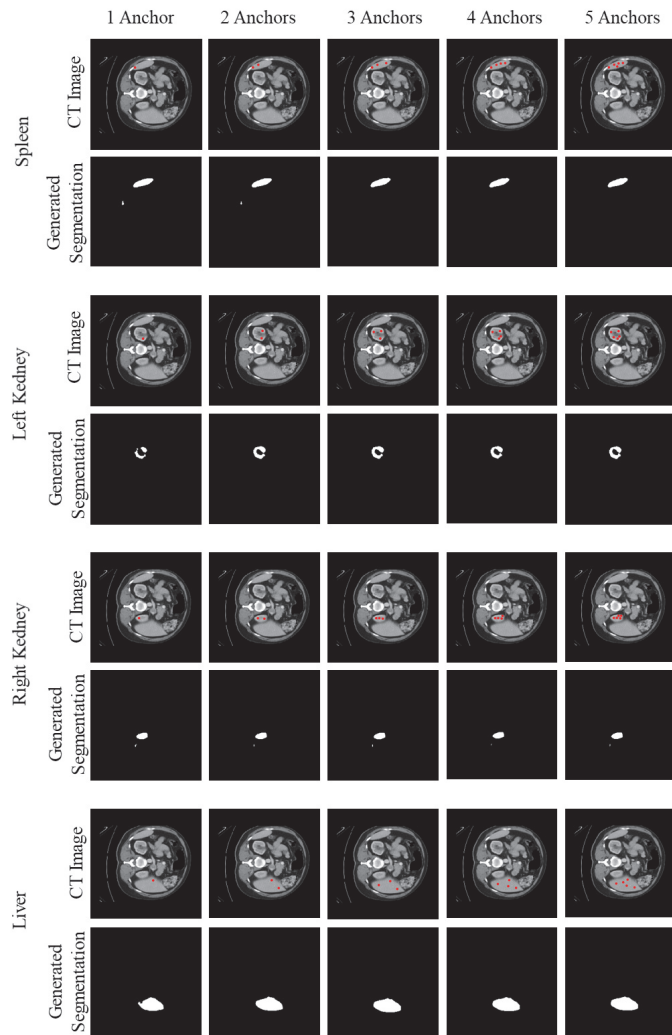 1 Anchor 2 Anchors 3 Anchors 4 Anchors 5 Anchors
Spleen
CT Image
Generated
Segmentation
Left Kedney
CT Image
Generated
Segmentation
Right Kedney
CT Image
Generated
Segmentation
Liver
CT Image
Generated
Segmentation